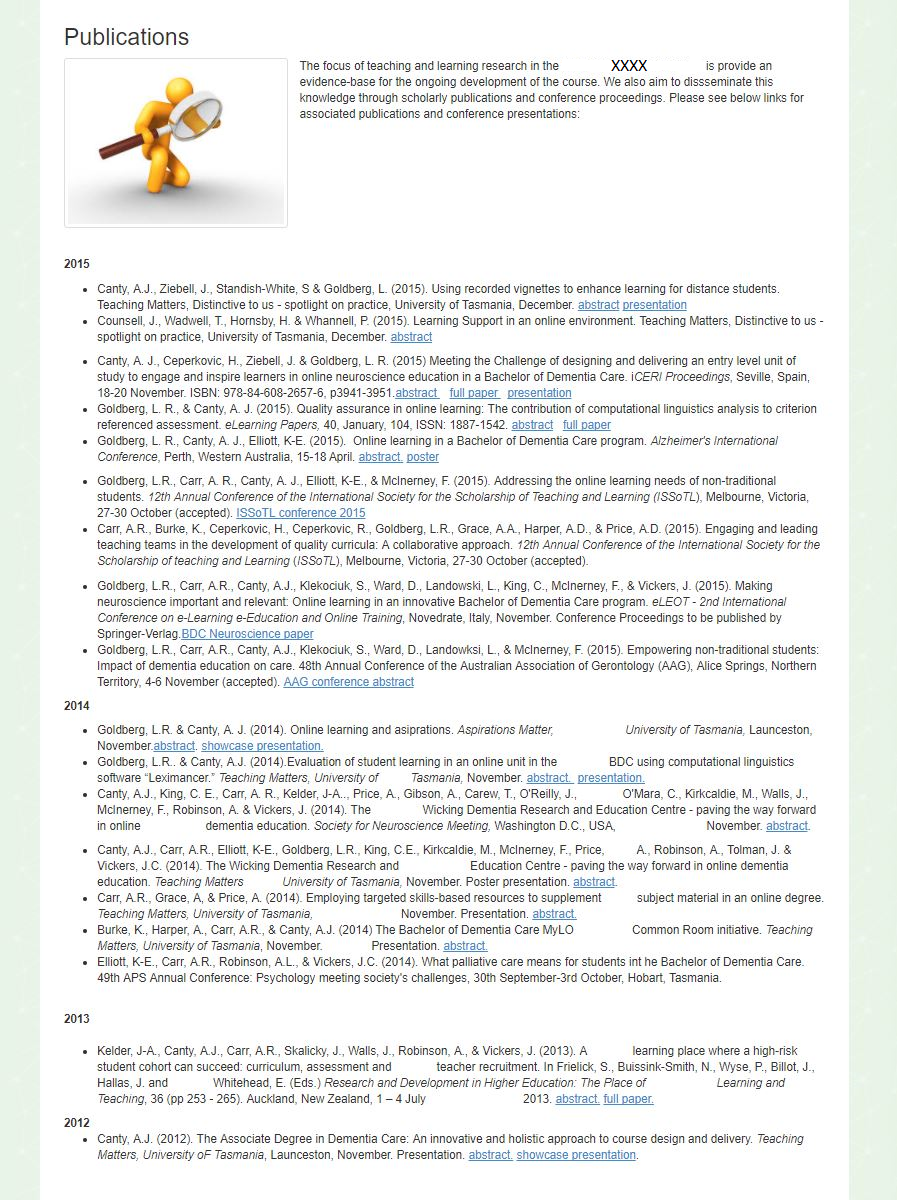 Publications
The focus of teaching and learning research in the XXXX is provide an
evidence-base for the ongoing development of the course. We also aim to dissseminate this
knowledge through scholarly publications and conference proceedings. Please see below links for
associated publications and conference presentations:
2015
Canty, A.J., Ziebell, J., Standish-White, S & Goldberg, L. (2015). Using recorded vignettes to enhance learning for distance students.
Teaching Matters, Distinctive to us - spotlight on practice, University of Tasmania, December. abstract presentation
Counsell, J., Wadwell, T., Hornsby, H. & Whannell, P. (2015). Learning Support in an online environment. Teaching Matters, Distinctive to us -
spotlight on practice, University of Tasmania, December. abstract
Canty, A. J., Ceperkovic, H., Ziebell, J. & Goldberg, L. R. (2015) Meeting the Challenge of designing and delivering an entry level unit of
study to engage and inspire learners in online neuroscience education in a Bachelor of Dementia Care. iCERI Proceedings, Seville, Spain,
18-20 November. ISBN: 978-84-608-2657-6, p3941-3951.abstract full paper presentation
Goldberg, L. R., & Canty, A. J. (2015). Quality assurance in online learning: The contribution of computational linguistics analysis to criterion
referenced assessment. eLearning Papers, 40, January, 104, ISSN: 1887-1542. abstract full paper
Goldberg, L. R., Canty, A. J., Elliott, K-E. (2015). Online learning in a Bachelor of Dementia Care program. Alzheimer's International
Conference, Perth, Western Australia, 15-18 April. abstract. poster
Goldberg, L. R., Carr, A. R., Canty, A. J., Elliott, K-E., & McInerney, F. (2015). Addressing the online learning needs of non-traditional
students. 12th Annual Conference of the International Society for the Scholarship of Teaching and Learning (ISSoTL), Melbourne, Victoria,
27-30 October (accepted). ISSoTL conference 2015
Carr, A.R., Burke, K., Ceperkovic, H., Ceperkovic, R., Goldberg, L.R., Grace, A.A., Harper, A.D., & Price, A.D. (2015). Engaging and leading
teaching teams in the development of quality curricula: A collaborative approach. 12th Annual Conference of the International Society for the
Scholarship of teaching and Learning (ISSoTL), Melbourne, Victoria, 27-30 October (accepted).
Goldberg, L.R., Carr, A.R., Canty, A.J., Klekociuk, S., Ward, D., Landowski, L., King, C., McInerney, F., & Vickers, J. (2015). Making
neuroscience important and relevant: Online learning in an innovative Bachelor of Dementia Care program. eLEOT - 2nd International
Conference on e-Learning e-Education and Online Training, Novedrate, Italy, November. Conference Proceedings to be published by
Springer-Verlag.BDC Neuroscience paper
Goldberg, L.R., Carr, A.R., Canty, A.J., Klekociuk, S., Ward, D., Landowksi, L., & McInerney, F. (2015). Empowering non-traditional students:
Impact of dementia education on care. 48th Annual Conference of the Australian Association of Gerontology (AAG), Alice Springs, Northern
Territory, 4-6 November (accepted). AAG conference abstract
2014
Goldberg, L.R. & Canty, A. J. (2014). Online learning and asiprations. Aspirations Matter, University of Tasmania, Launceston,
November.abstract. showcase presentation.
Goldberg, L.R.. & Canty, A.J. (2014).Evaluation of student learning in an online unit in the BDC using computational linguistics
software “Leximancer.” Teaching Matters, University of Tasmania, November. abstract. presentation.
Canty, A.J., King, C. E., Carr, A. R., Kelder, J-A.., Price, A., Gibson, A., Carew, T., O'Reilly, J., O'Mara, C., Kirkcaldie, M., Walls, J.,
McInerney, F., Robinson, A. & Vickers, J. (2014). The Wicking Dementia Research and Education Centre - paving the way forward
in online dementia education. Society for Neuroscience Meeting, Washington D.C., USA, November. abstract.
Canty, A.J., Carr, A.R., Elliott, K-E., Goldberg, L.R., King, C.E., Kirkcaldie, M., McInerney, F., Price, A., Robinson, A., Tolman, J. &
Vickers, J.C. (2014). The Wicking Dementia Research and Education Centre - paving the way forward in online dementia
education. Teaching Matters University of Tasmania, November. Poster presentation. abstract.
Carr, A.R., Grace, A, & Price, A. (2014). Employing targeted skills-based resources to supplement subject material in an online degree.
Teaching Matters, University of Tasmania, November. Presentation. abstract.
Burke, K., Harper, A., Carr, A.R., & Canty, A.J. (2014) The Bachelor of Dementia Care MyLO Common Room initiative. Teaching
Matters, University of Tasmania, November. Presentation. abstract.
Elliott, K-E., Carr, A.R., Robinson, A.L., & Vickers, J.C. (2014). What palliative care means for students int he Bachelor of Dementia Care.
49th APS Annual Conference: Psychology meeting society's challenges, 30th September-3rd October, Hobart, Tasmania.
2013
Kelder, J-A., Canty, A.J., Carr, A.R., Skalicky, J., Walls, J., Robinson, A., & Vickers, J. (2013). A learning place where a high-risk
student cohort can succeed: curriculum, assessment and teacher recruitment. In Frielick, S., Buissink-Smith, N., Wyse, P., Billot, J.,
Hallas, J. and Whitehead, E. (Eds.) Research and Development in Higher Education: The Place of Learning and
Teaching, 36 (pp 253 - 265). Auckland, New Zealand, 1 – 4 July 2013. abstract. full paper.
2012
Canty, A.J. (2012). The Associate Degree in Dementia Care: An innovative and holistic approach to course design and delivery. Teaching
Matters, University oF Tasmania, Launceston, November. Presentation. abstract. showcase presentation.